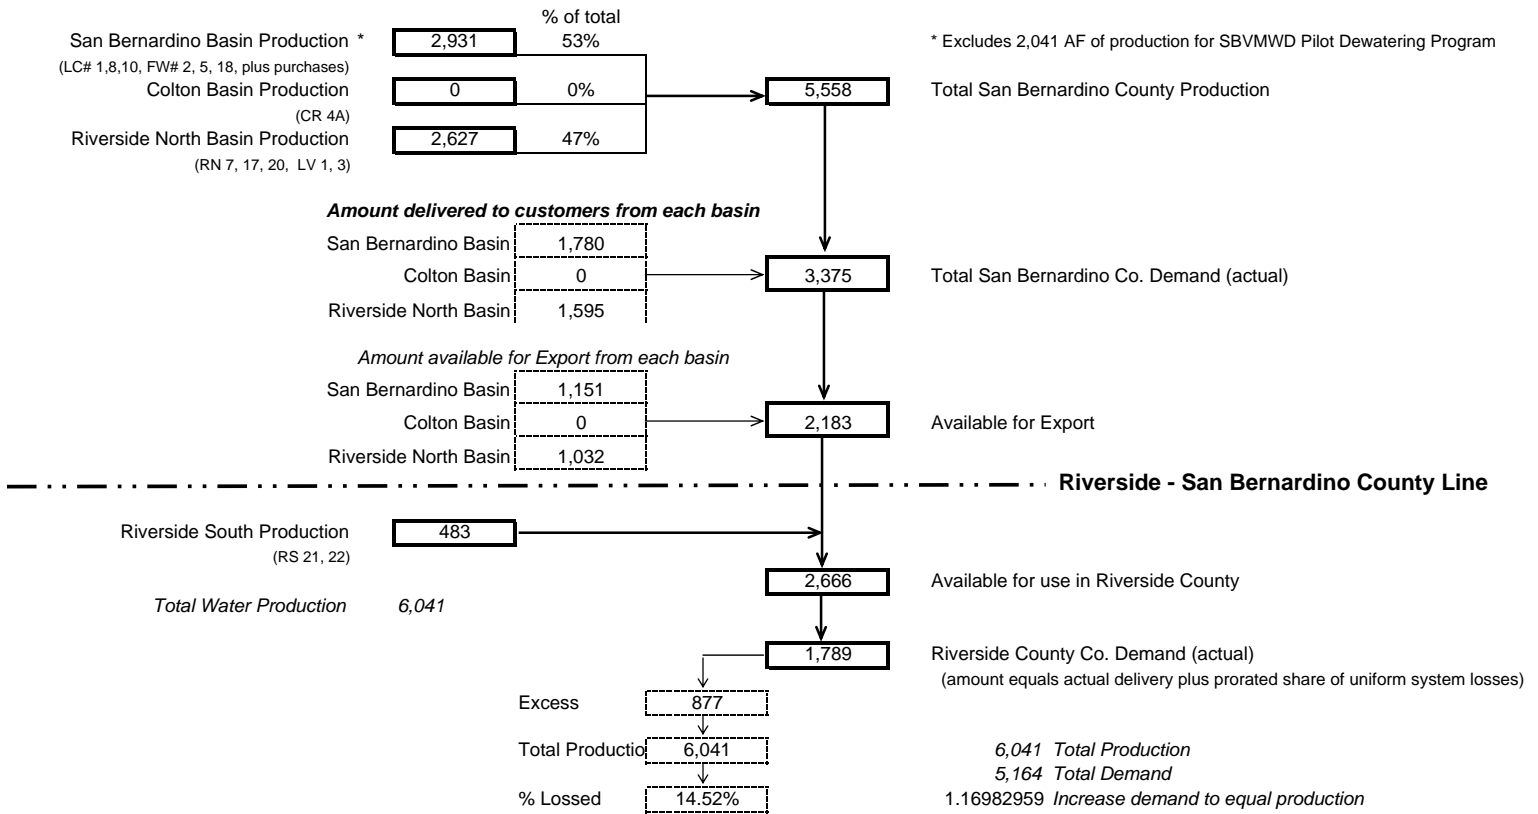 % of total
San Bernardino Basin Production * 2,931 53% * Excludes 2,041 AF of production for SBVMWD Pilot Dewatering Program
(LC# 1,8,10, FW# 2, 5, 18, plus purchases)
Colton Basin Production 0 0% 5,558 Total San Bernardino County Production
(CR 4A)
Riverside North Basin Production 2,627 47%
(RN 7, 17, 20, LV 1, 3)
Amount delivered to customers from each basin
San Bernardino Basin 1,780
Colton Basin 0 3,375 Total San Bernardino Co. Demand (actual)
Riverside North Basin 1,595
Amount available for Export from each basin
San Bernardino Basin 1,151
Colton Basin 0 2,183 Available for Export
Riverside North Basin 1,032
Riverside - San Bernardino County Line
Riverside South Production 483
(RS 21, 22)
2,666 Available for use in Riverside County
Total Water Production 6,041
1,789 Riverside County Co. Demand (actual)
(amount equals actual delivery plus prorated share of uniform system losses)
Excess 877
Total Productio 6,041 6,041 Total Production
5,164 Total Demand
% Lossed 14.52% 1.16982959 Increase demand to equal production